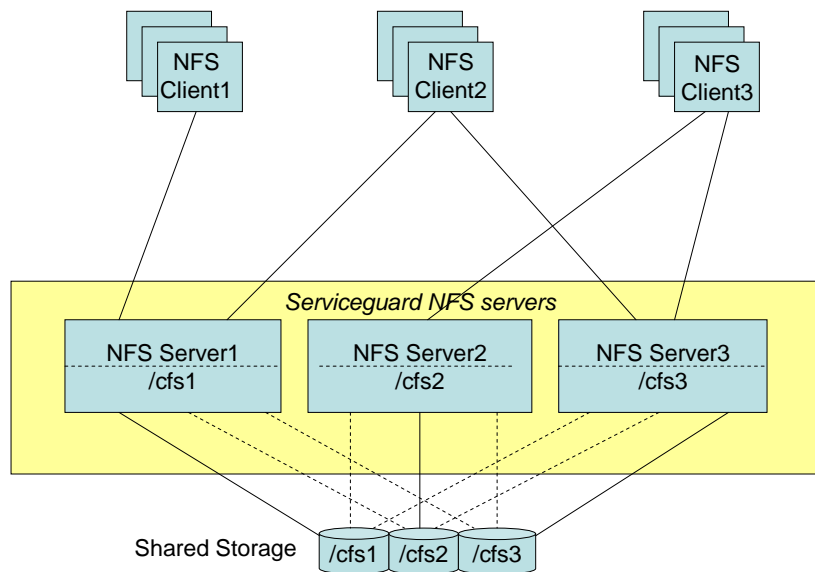 NFS
Client1
NFS
Client2
NFS
Client3
Serviceguard NFS servers
NFS Server1
/cfs1
NFS Server2
/cfs2
NFS Server3
/cfs3
Shared Storage
/cfs1
/cfs2
/cfs3